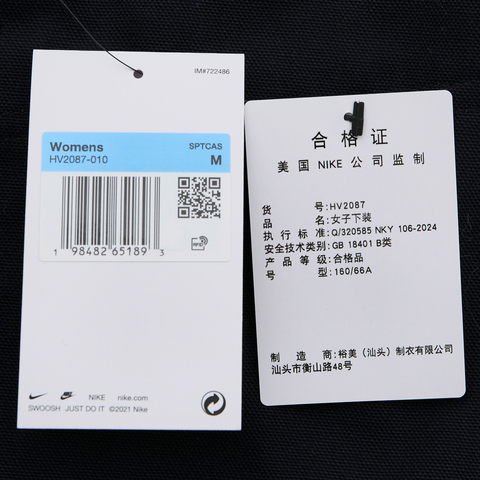 IM#722486
Womens SPTCAS
HV2087-010 M
1 98482 65189 3
NIKE
SWOOSH JUST DO IT ©2021 Nike
合格证
美国 NIKE 公司监制
货号:HV2087
品名:女子下装
执行标准:Q/320585 NKY 106-2024
安全技术类别:GB 18401 B类
产品等级:合格品
号型:160/66A
制造商:裕美（汕头）制衣有限公司
汕头市衡山路48号